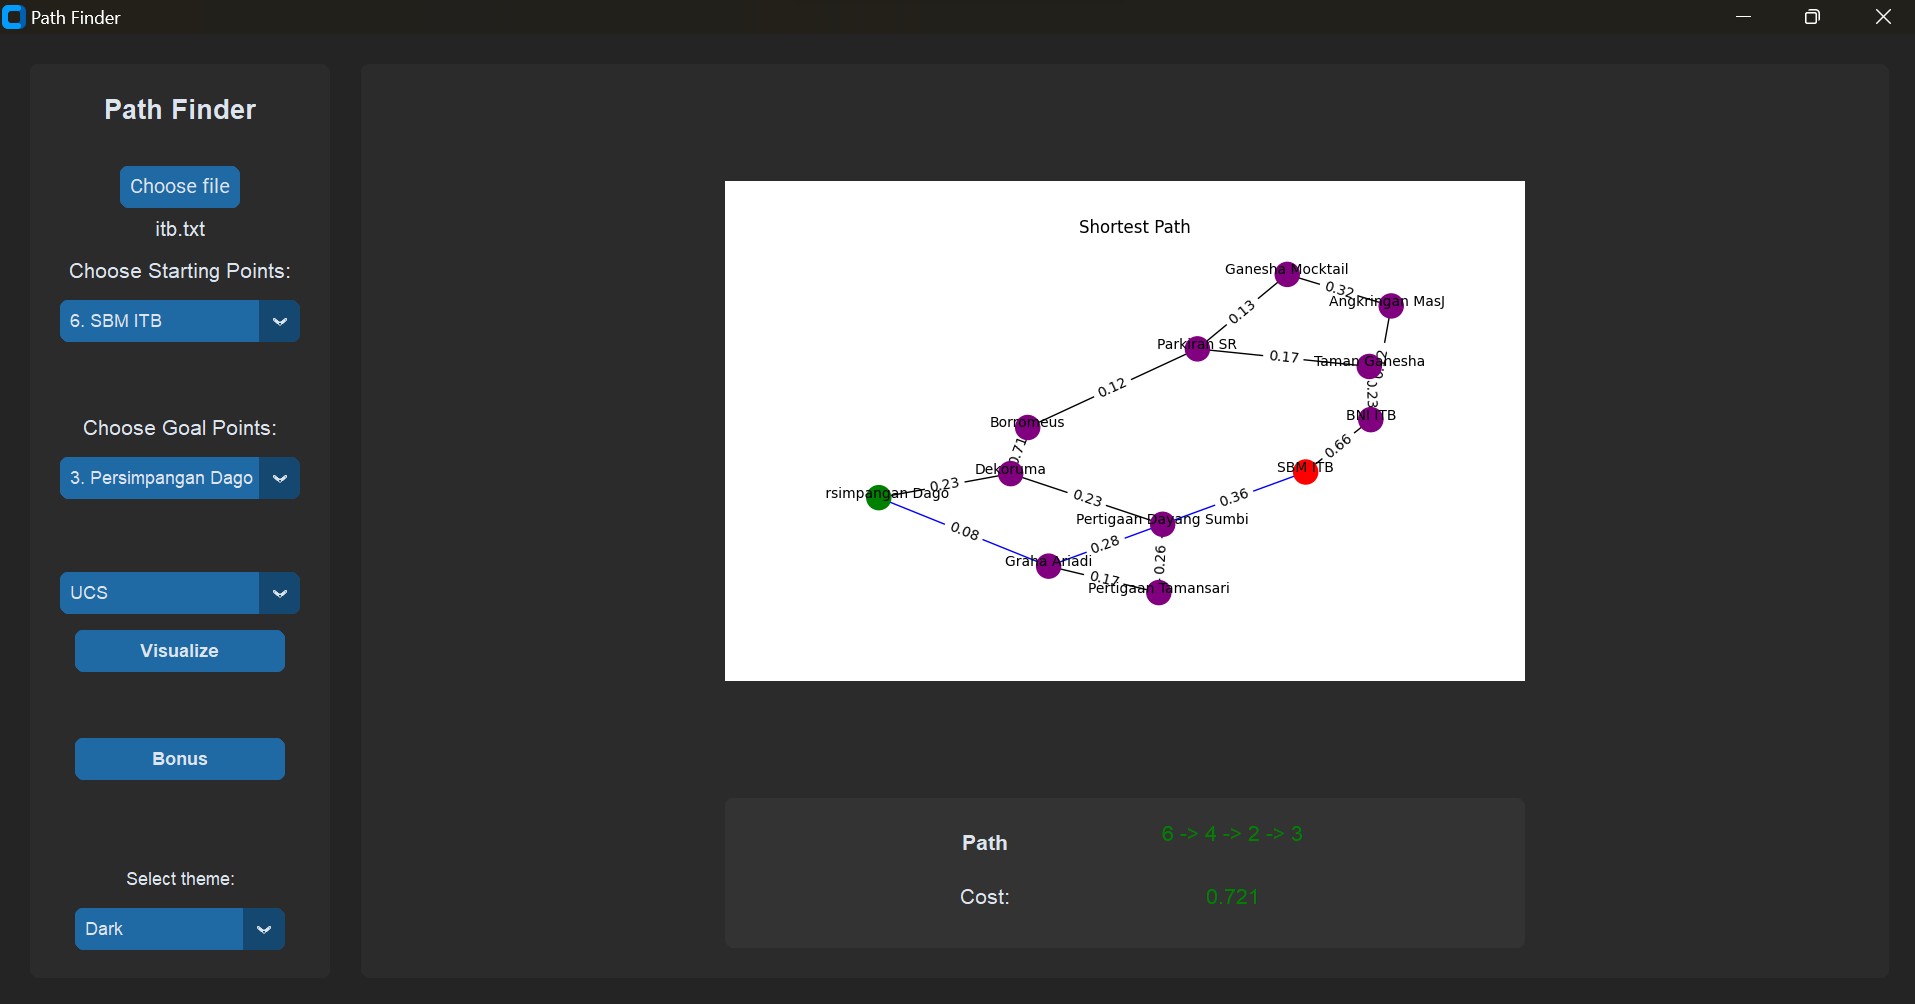 Path Finder
Path Finder
Choose file
itb.txt
Choose Starting Points:
6. SBM ITB
Choose Goal Points:
3. Persimpangan Dago
UCS
Visualize
Bonus
Select theme:
Dark
Shortest Path
Ganesha Mocktail
0.32
Angkringan MasJ
0.13
Parkiran SR
0.17
Taman Ganesha
0.12
0.23
BNI ITB
Borromeus
0.66
0.71
Dekoruma
SBM ITB
0.23
rsimpangan Dago
0.23
0.36
Pertigaan Dayang Sumbi
0.08
0.28
Graha Ariadi
0.26
0.17
Pertigaan Tamansari
Path
6 -> 4 -> 2 -> 3
Cost:
0.721